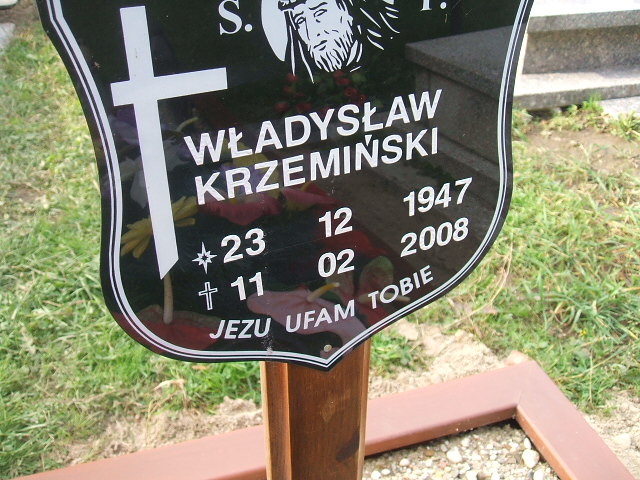 S. P.
WŁADYSŁAW
KRZEMIŃSKI
23 12 1947
11 02 2008
JEZU UFAM TOBIE